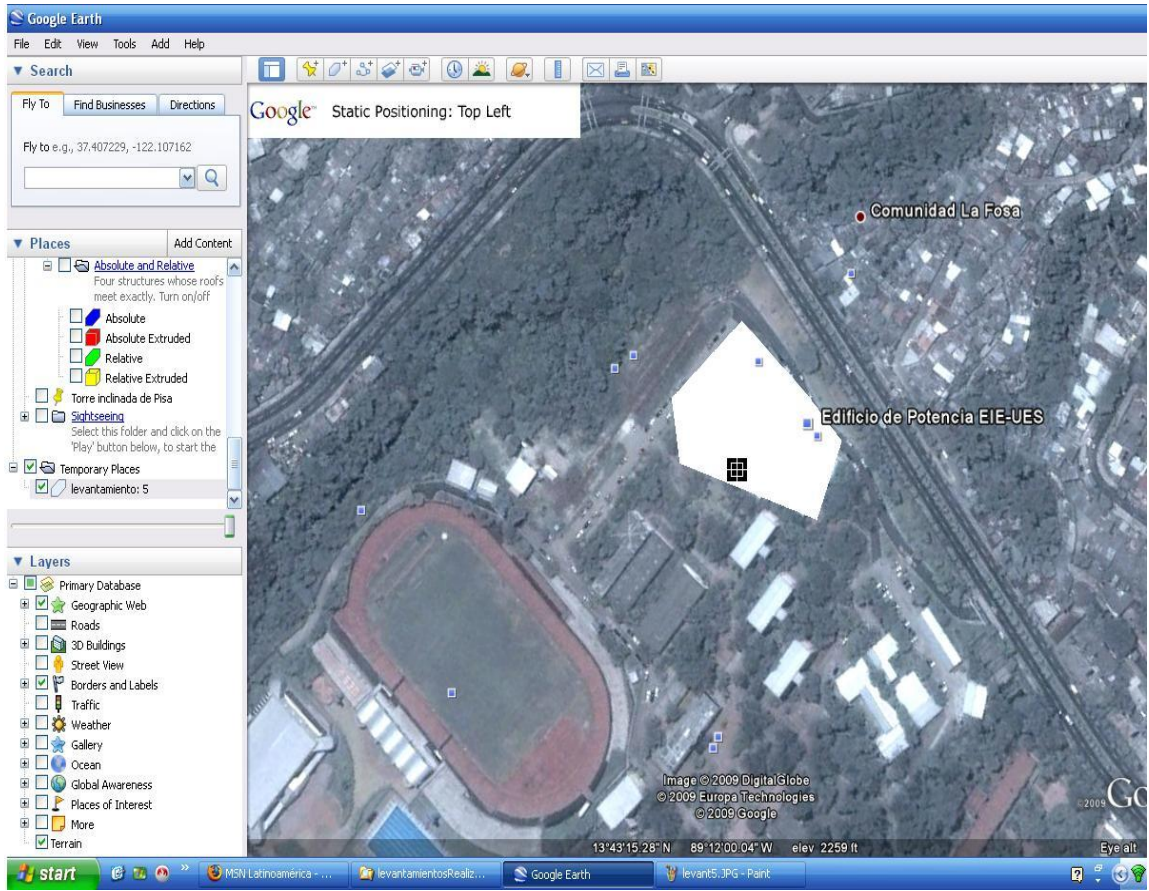 Google Earth
File Edit View Tools Add Help
Search
Fly To Find Businesses Directions
Fly to e.g., 37.407229, -122.107162
Places Add Content
Absolute and Relative
Four structures whose roofs
meet exactly. Turn on/off
Absolute
Absolute Extruded
Relative
Relative Extruded
Torre inclinada de Pisa
Sightseeing
Select this folder and click on the
'Play' button below, to start the
Temporary Places
levantamiento: 5
Layers
Primary Database
Geographic Web
Roads
3D Buildings
Street View
Borders and Labels
Traffic
Weather
Gallery
Ocean
Global Awareness
Places of Interest
More
Terrain
Google™ Static Positioning: Top Left
Comunidad La Fosa
Edificio de Potencia EIE-UES
Image © 2009 DigitalGlobe
© 2009 Europa Technologies
© 2009 Google
©2009 Go
13°43'15.28" N 89°12'00.04" W elev 2259 ft Eye alt
start
MSN Latinoamérica - ...
levantamientosRealiz...
Google Earth
levant5.JPG - Paint